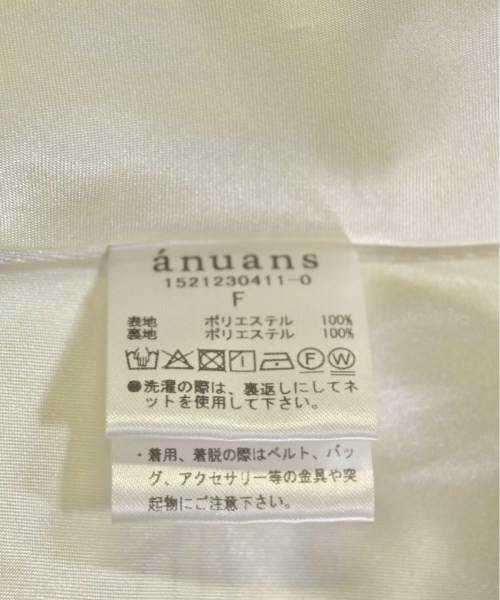 ánuans
1521230411-0
F
表地 ポリエステル 100%
裏地 ポリエステル 100%
F W
●洗濯の際は、裏返しにしてネ
ットを使用して下さい。
・着用、着脱の際はベルト、バッ
グ、アクセサリー等の金具や突
起物にご注意下さい。